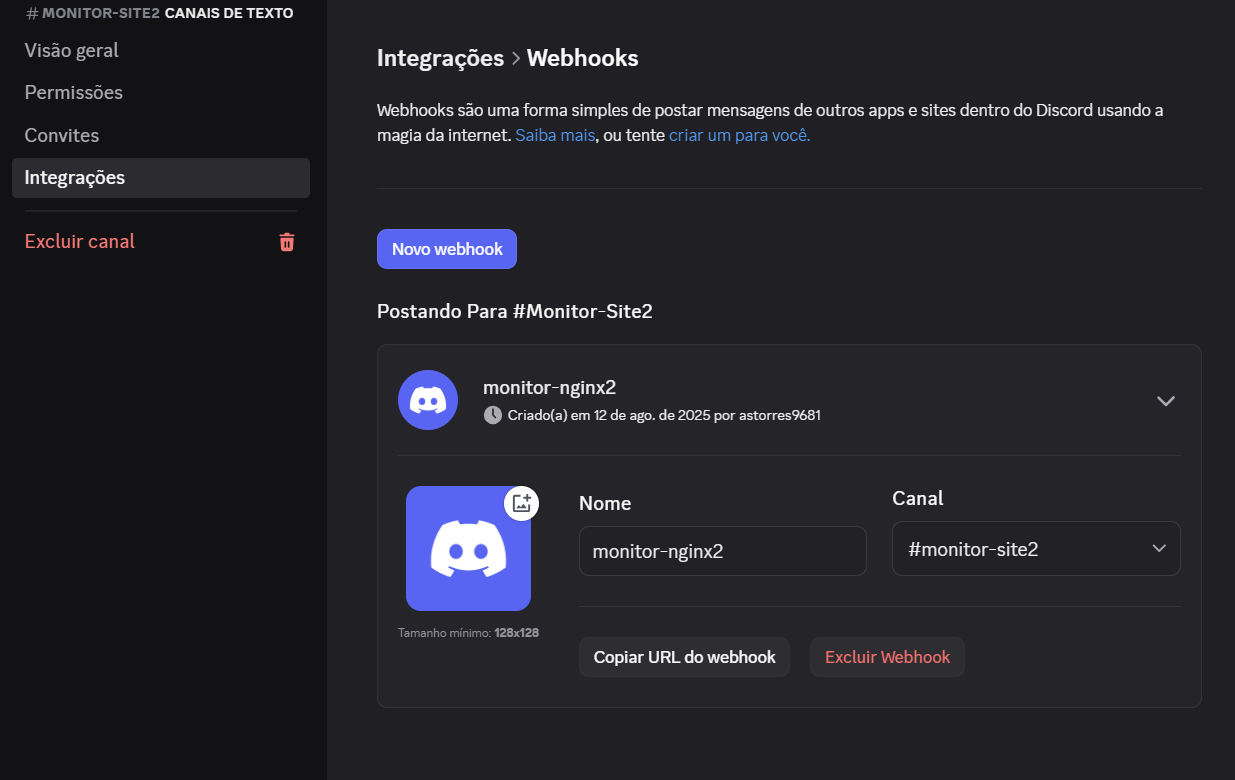 # MONITOR-SITE2 CANAIS DE TEXTO
Visão geral
Permissões
Convites
Integrações
Excluir canal
Integrações > Webhooks
Webhooks são uma forma simples de postar mensagens de outros apps e sites dentro do Discord usando a
magia da internet. Saiba mais, ou tente criar um para você.
Novo webhook
Postando Para #Monitor-Site2
monitor-nginx2
Criado(a) em 12 de ago. de 2025 por astorres9681
Tamanho mínimo: 128x128
Nome
monitor-nginx2
Canal
#monitor-site2
Copiar URL do webhook
Excluir Webhook